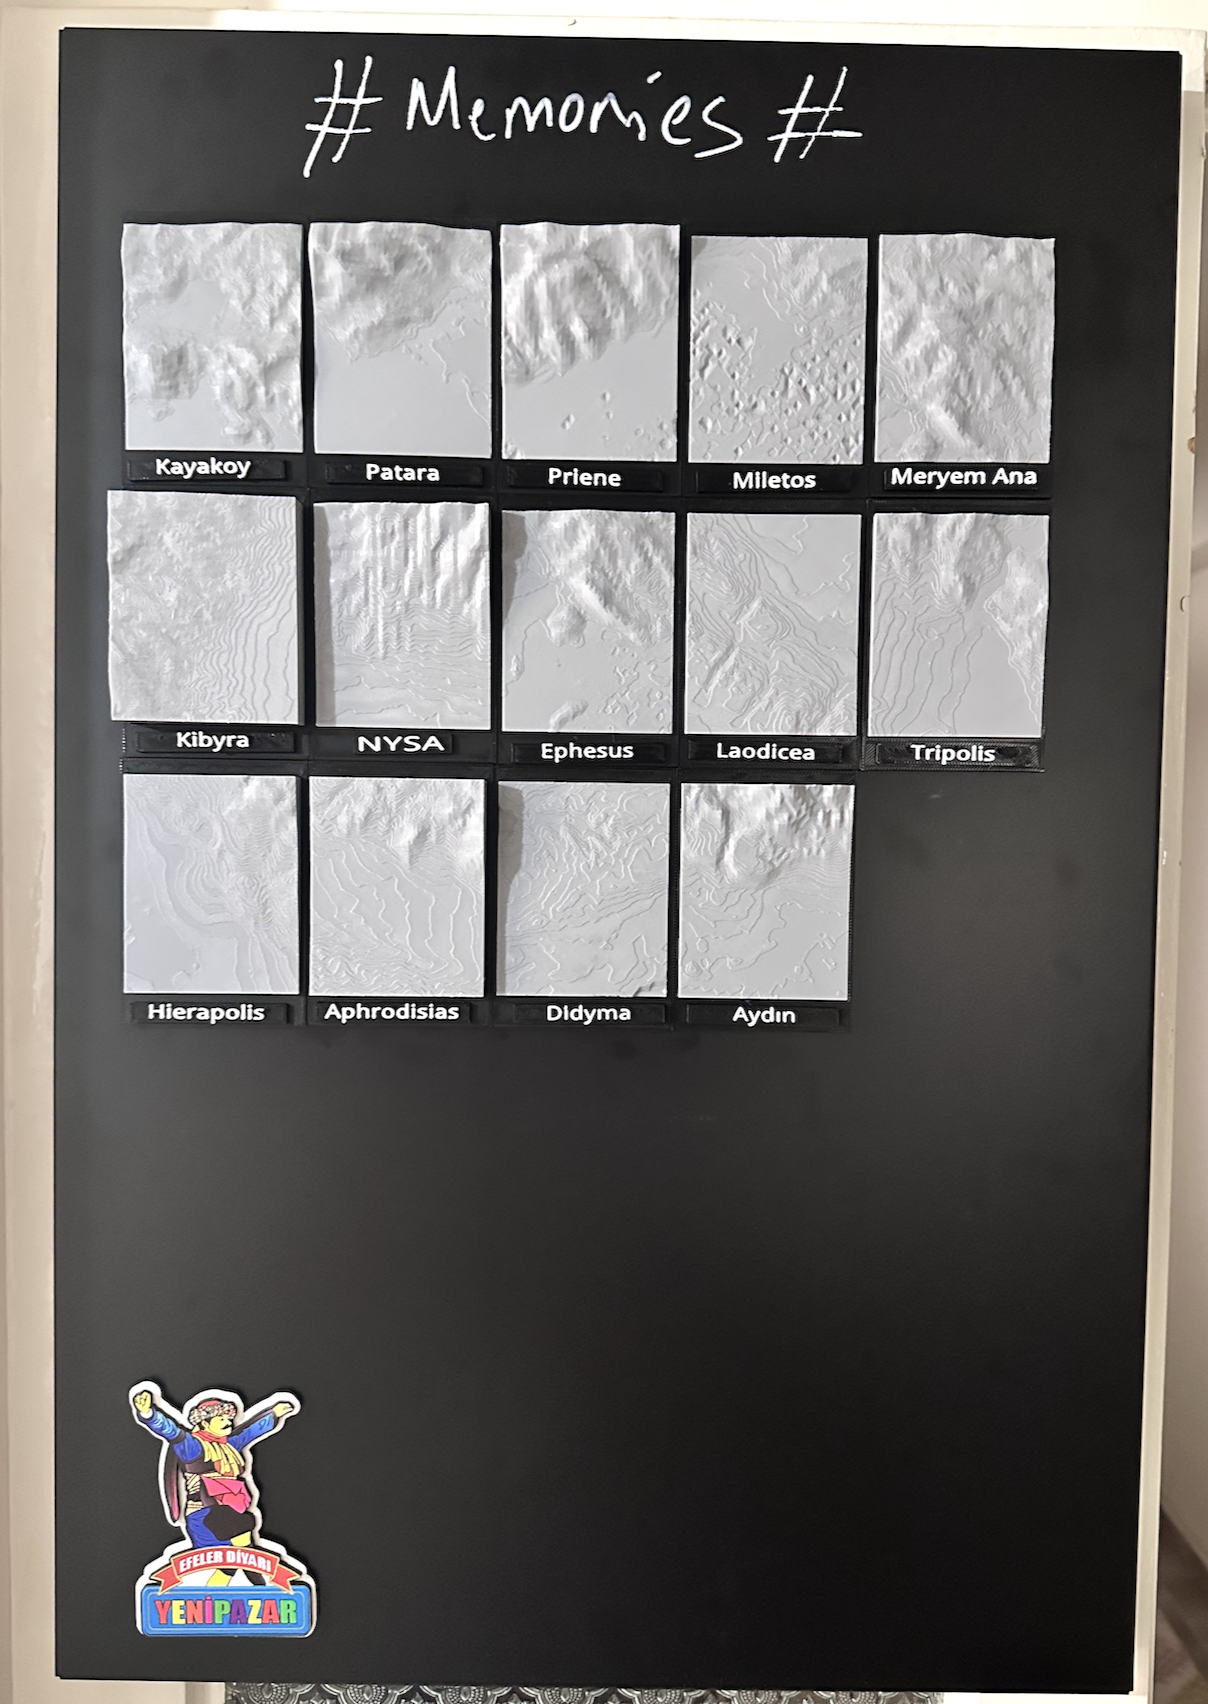 # Memories #
Kayakoy
Patara
Priene
Miletos
Meryem Ana
Kibyra
NYSA
Ephesus
Laodicea
Tripolis
Hierapolis
Aphrodisias
Didyma
Aydın
EFELER DİYARI
YENİPAZAR